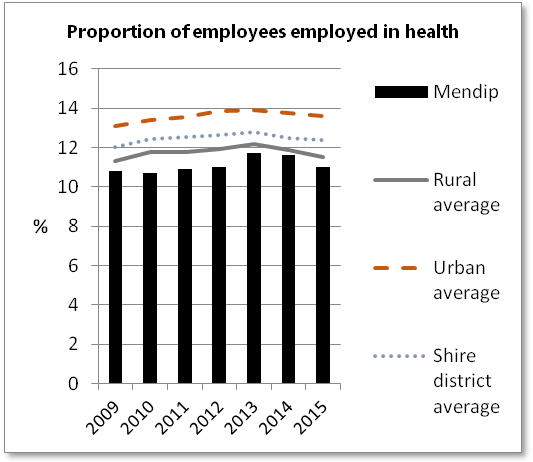 Proportion of employees employed in health
16
14
12
10
8
6
4
2
0
%
2009
2010
2011
2012
2013
2014
2015
Mendip
Rural
average
Urban
average
Shire
district
average